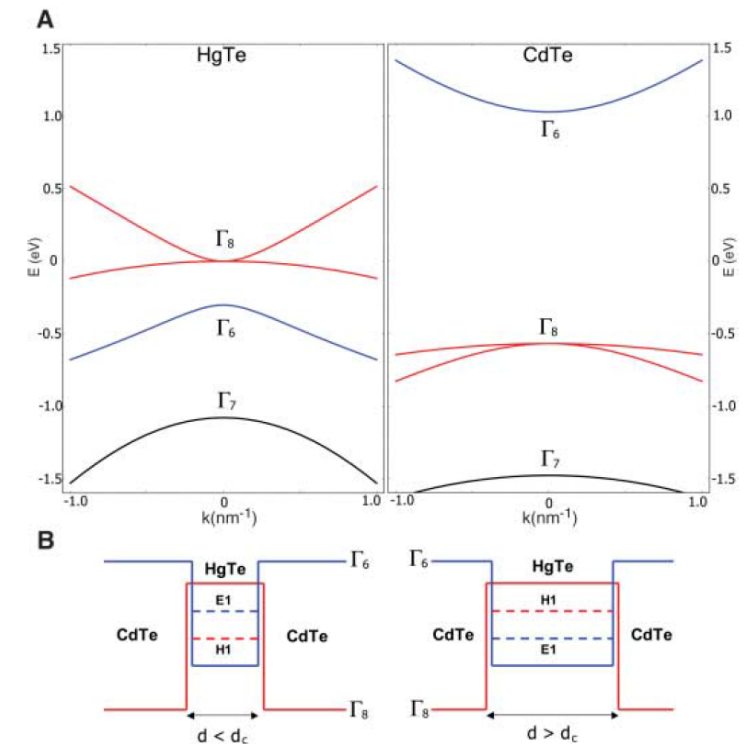 A
HgTe
CdTe
1.5
1.0
0.5
0
-0.5
-1.0
-1.5
E (eV)
Γ8
Γ6
Γ7
-1.0
0
1.0
k(nm-1)
Γ6
Γ8
Γ7
-1.0
0
1.0
k(nm-1)
1.5
1.0
0.5
0
-0.5
-1.0
-1.5
E (eV)
B
HgTe
Γ6
E1
CdTe
CdTe
H1
Γ8
d < dc
Γ6
HgTe
H1
CdTe
CdTe
E1
Γ8
d > dc